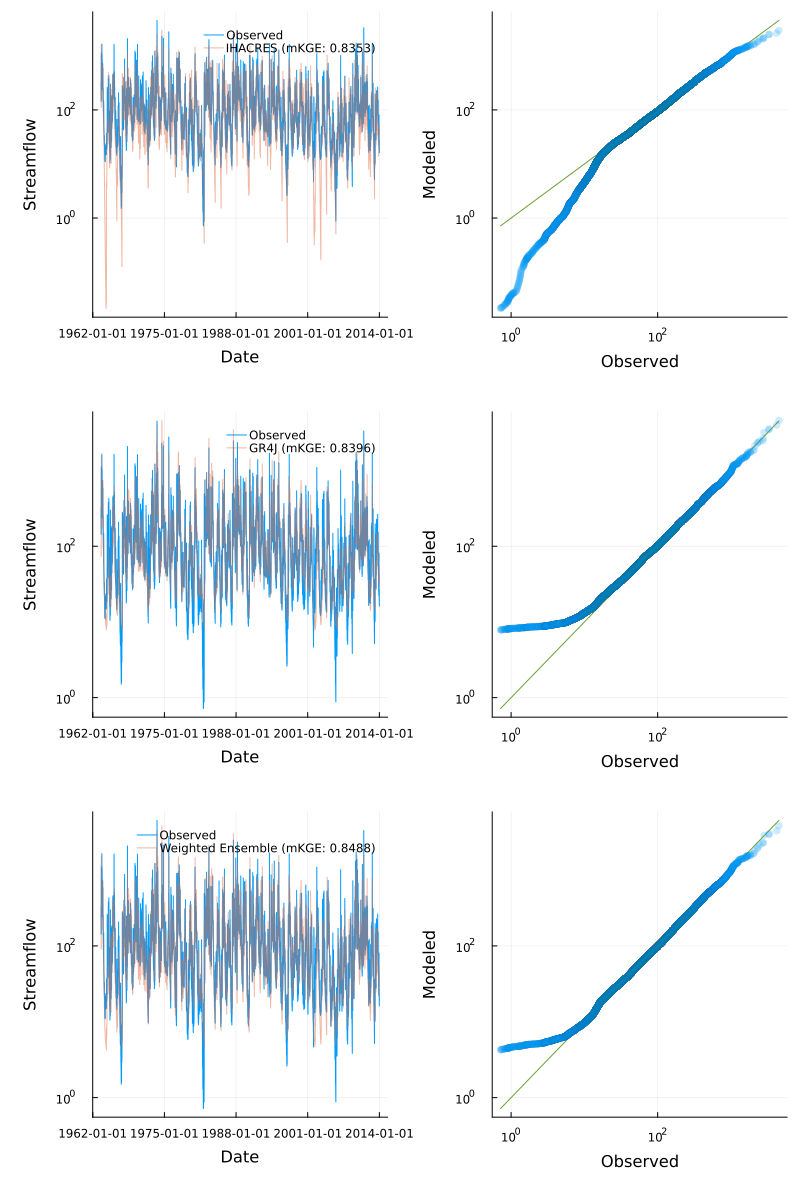 Observed
IHACRES (mKGE: 0.8353)
10²
10⁰
Streamflow
1962-01-01 1975-01-01 1988-01-01 2001-01-01 2014-01-01
Date
10²
10⁰
Modeled
10⁰ 10²
Observed
Observed
GR4J (mKGE: 0.8396)
10²
10⁰
Streamflow
1962-01-01 1975-01-01 1988-01-01 2001-01-01 2014-01-01
Date
10²
10⁰
Modeled
10⁰ 10²
Observed
Observed
Weighted Ensemble (mKGE: 0.8488)
10²
10⁰
Streamflow
1962-01-01 1975-01-01 1988-01-01 2001-01-01 2014-01-01
Date
10²
10⁰
Modeled
10⁰ 10²
Observed